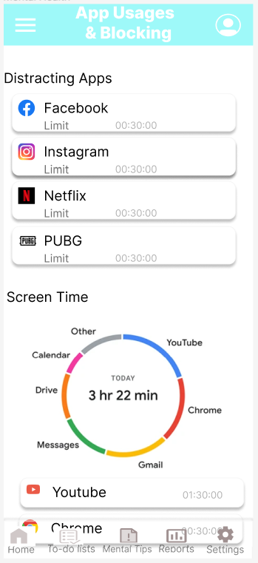 App Usages
& Blocking
Distracting Apps
Facebook
Limit 00:30:00
Instagram
Limit 00:30:00
Netflix
Limit 00:30:00
PUBG
PUBG
Limit 00:30:00
Screen Time
Other
YouTube
Calendar
TODAY
Drive
3 hr 22 min
Chrome
Messages
Gmail
Youtube 01:30:00
Chrome 00:30:00
Home To-do lists Mental Tips Reports Settings